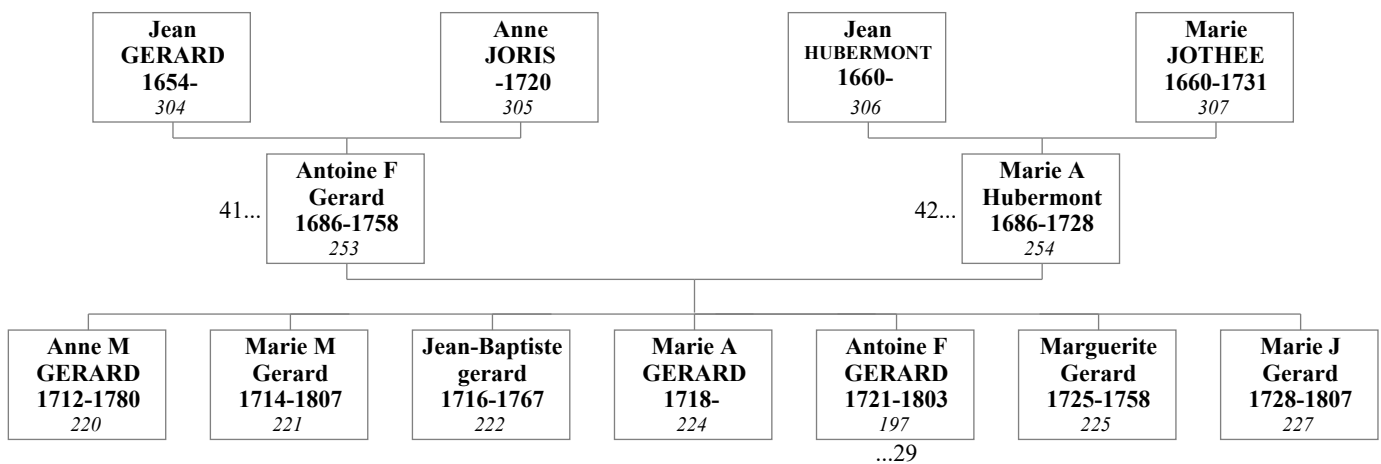 Jean
GERARD
1654-
304
Anne
JORIS
-1720
305
Jean
HUBERMONT
1660-
306
Marie
JOTHEE
1660-1731
307
41...
Antoine F
Gerard
1686-1758
253
42...
Marie A
Hubermont
1686-1728
254
Anne M
GERARD
1712-1780
220
Marie M
Gerard
1714-1807
221
Jean-Baptiste
gerard
1716-1767
222
Marie A
GERARD
1718-
224
Antoine F
GERARD
1721-1803
197
...29
Marguerite
Gerard
1725-1758
225
Marie J
Gerard
1728-1807
227